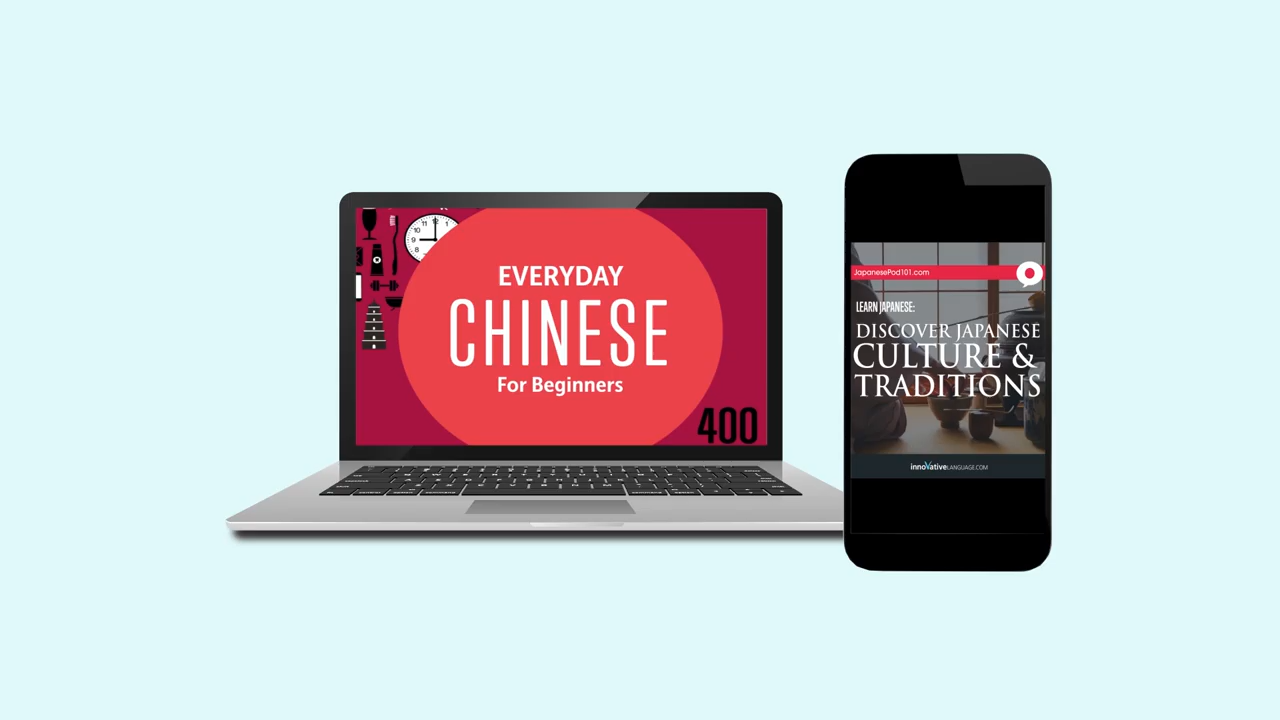 EVERYDAY
CHINESE
For Beginners
400
JapanesePod101.com
LEARN JAPANESE:
DISCOVER JAPANESE
CULTURE &
TRADITIONS
innoVativeLANGUAGE.COM